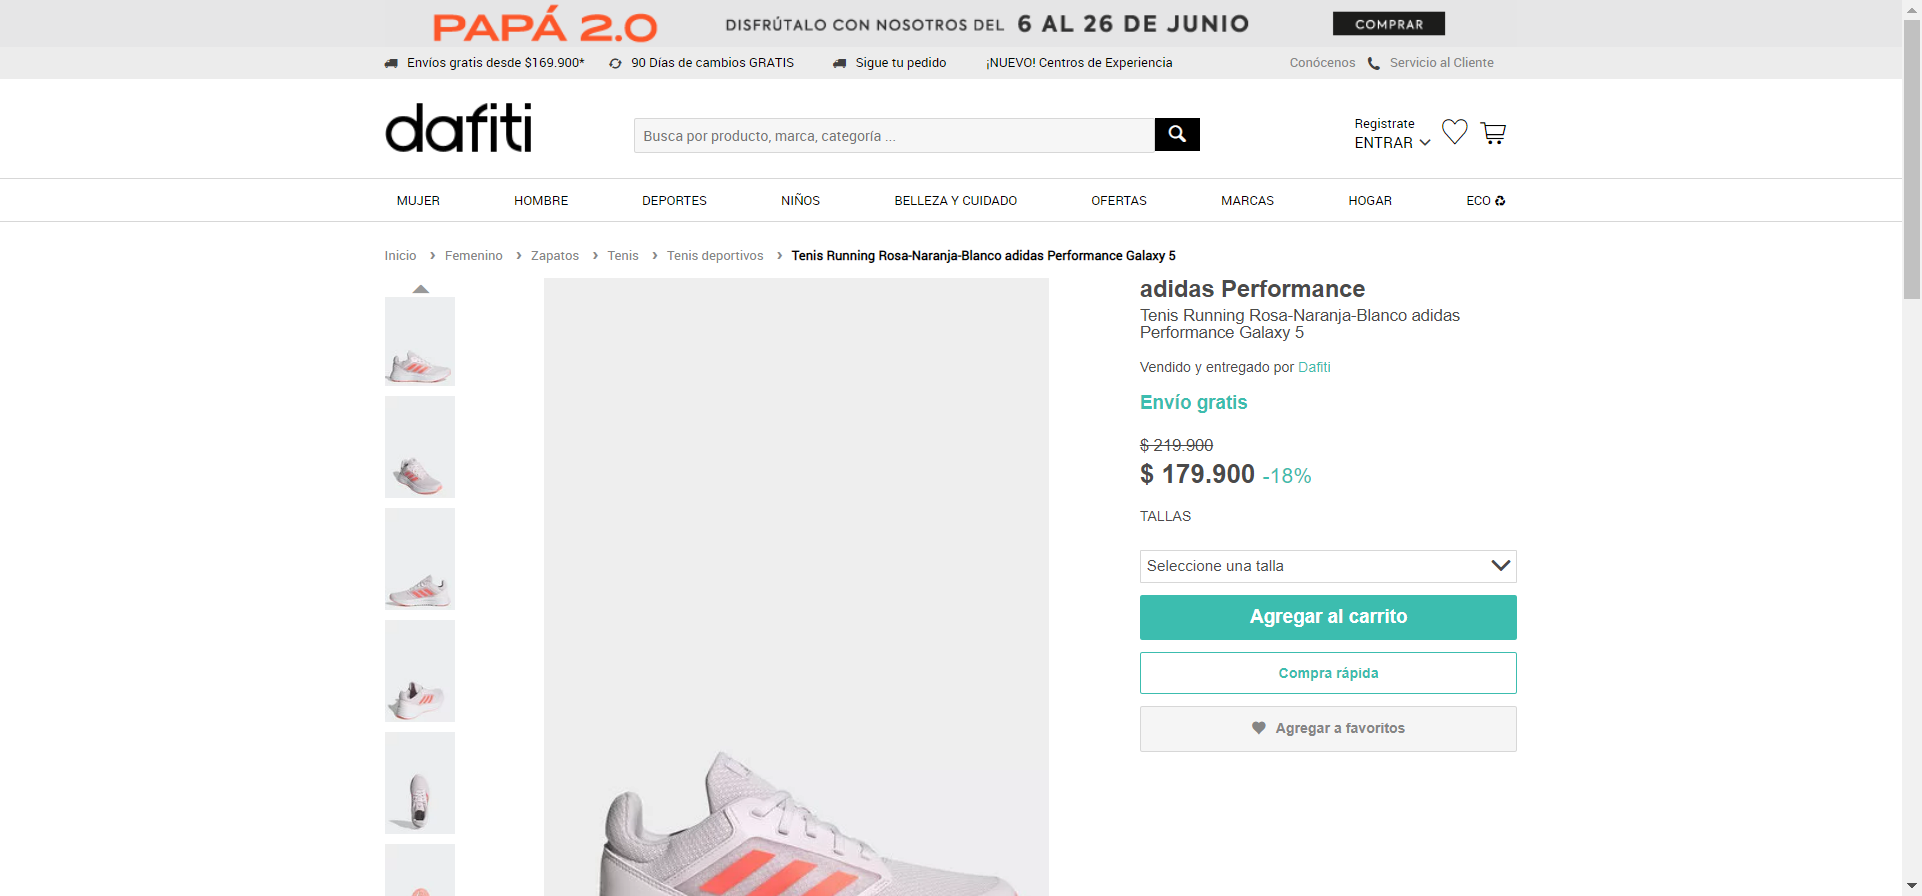 PAPÁ 2.0
DISFRÚTALO CON NOSOTROS DEL 6 AL 26 DE JUNIO
COMPRAR
Envíos gratis desde $169.900*
90 Días de cambios GRATIS
Sigue tu pedido
¡NUEVO! Centros de Experiencia
Conócenos
Servicio al Cliente
dafiti
Busca por producto, marca, categoría ...
Registrate
ENTRAR
MUJER
HOMBRE
DEPORTES
NIÑOS
BELLEZA Y CUIDADO
OFERTAS
MARCAS
HOGAR
ECO
Inicio › Femenino › Zapatos › Tenis › Tenis deportivos › Tenis Running Rosa-Naranja-Blanco adidas Performance Galaxy 5
adidas Performance
Tenis Running Rosa-Naranja-Blanco adidas
Performance Galaxy 5
Vendido y entregado por Dafiti
Envío gratis
$ 219.900
$ 179.900 -18%
TALLAS
Seleccione una talla
Agregar al carrito
Compra rápida
Agregar a favoritos